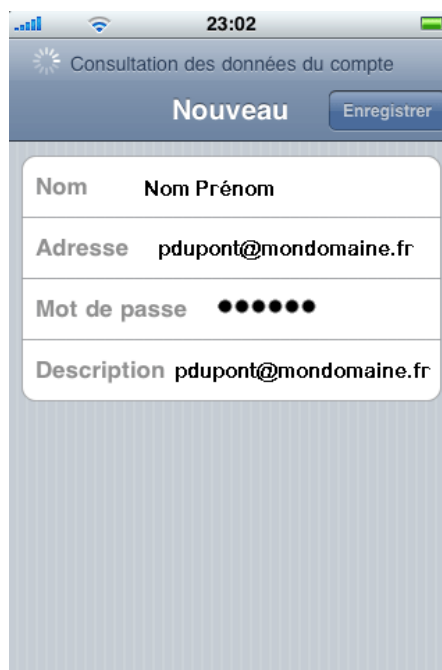 23:02
Consultation des données du compte
Nouveau Enregistrer
Nom Nom Prénom
Adresse pdupont@mondomaine.fr
Mot de passe ●●●●●●
Description pdupont@mondomaine.fr